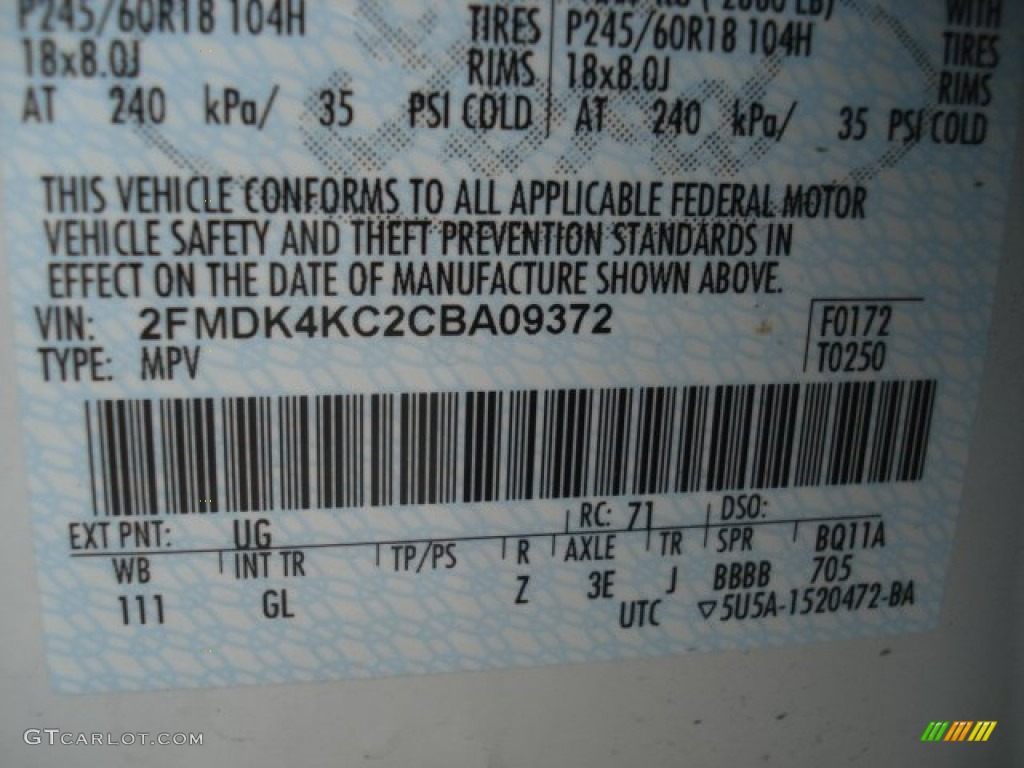 P245/60R18 104H TIRES P245/60R18 104H WITH TIRES
18x8.0J RIMS 18x8.0J RIMS
AT 240 kPa/ 35 PSI COLD AT 240 kPa/ 35 PSI COLD
THIS VEHICLE CONFORMS TO ALL APPLICABLE FEDERAL MOTOR
VEHICLE SAFETY AND THEFT PREVENTION STANDARDS IN
EFFECT ON THE DATE OF MANUFACTURE SHOWN ABOVE.
VIN: 2FMDK4KC2CBA09372 F0172
TYPE: MPV T0250
EXT PNT: UG RC: 71 DSO:
WB INT TR TP/PS R AXLE TR SPR BQ11A
111 GL Z 3E J BBBB 705
UTC ▽5U5A-1520472-BA
GTCARLOT.COM